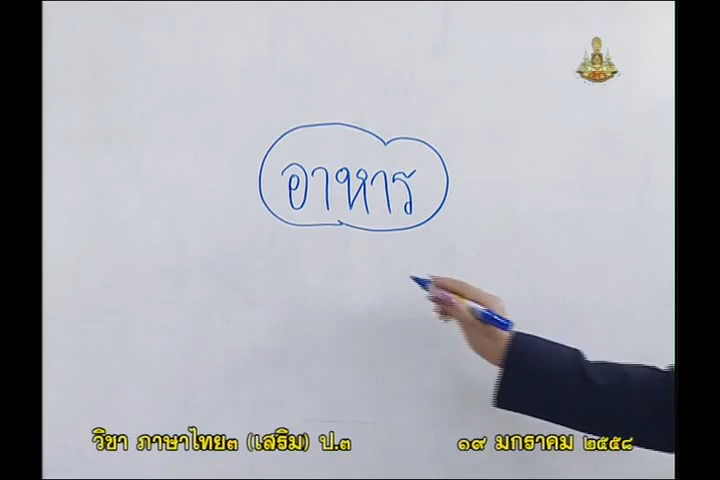 อาหาร
วิชา ภาษาไทย๓ (เสริม) ป.๓
๑๙ มกราคม ๒๕๕๘